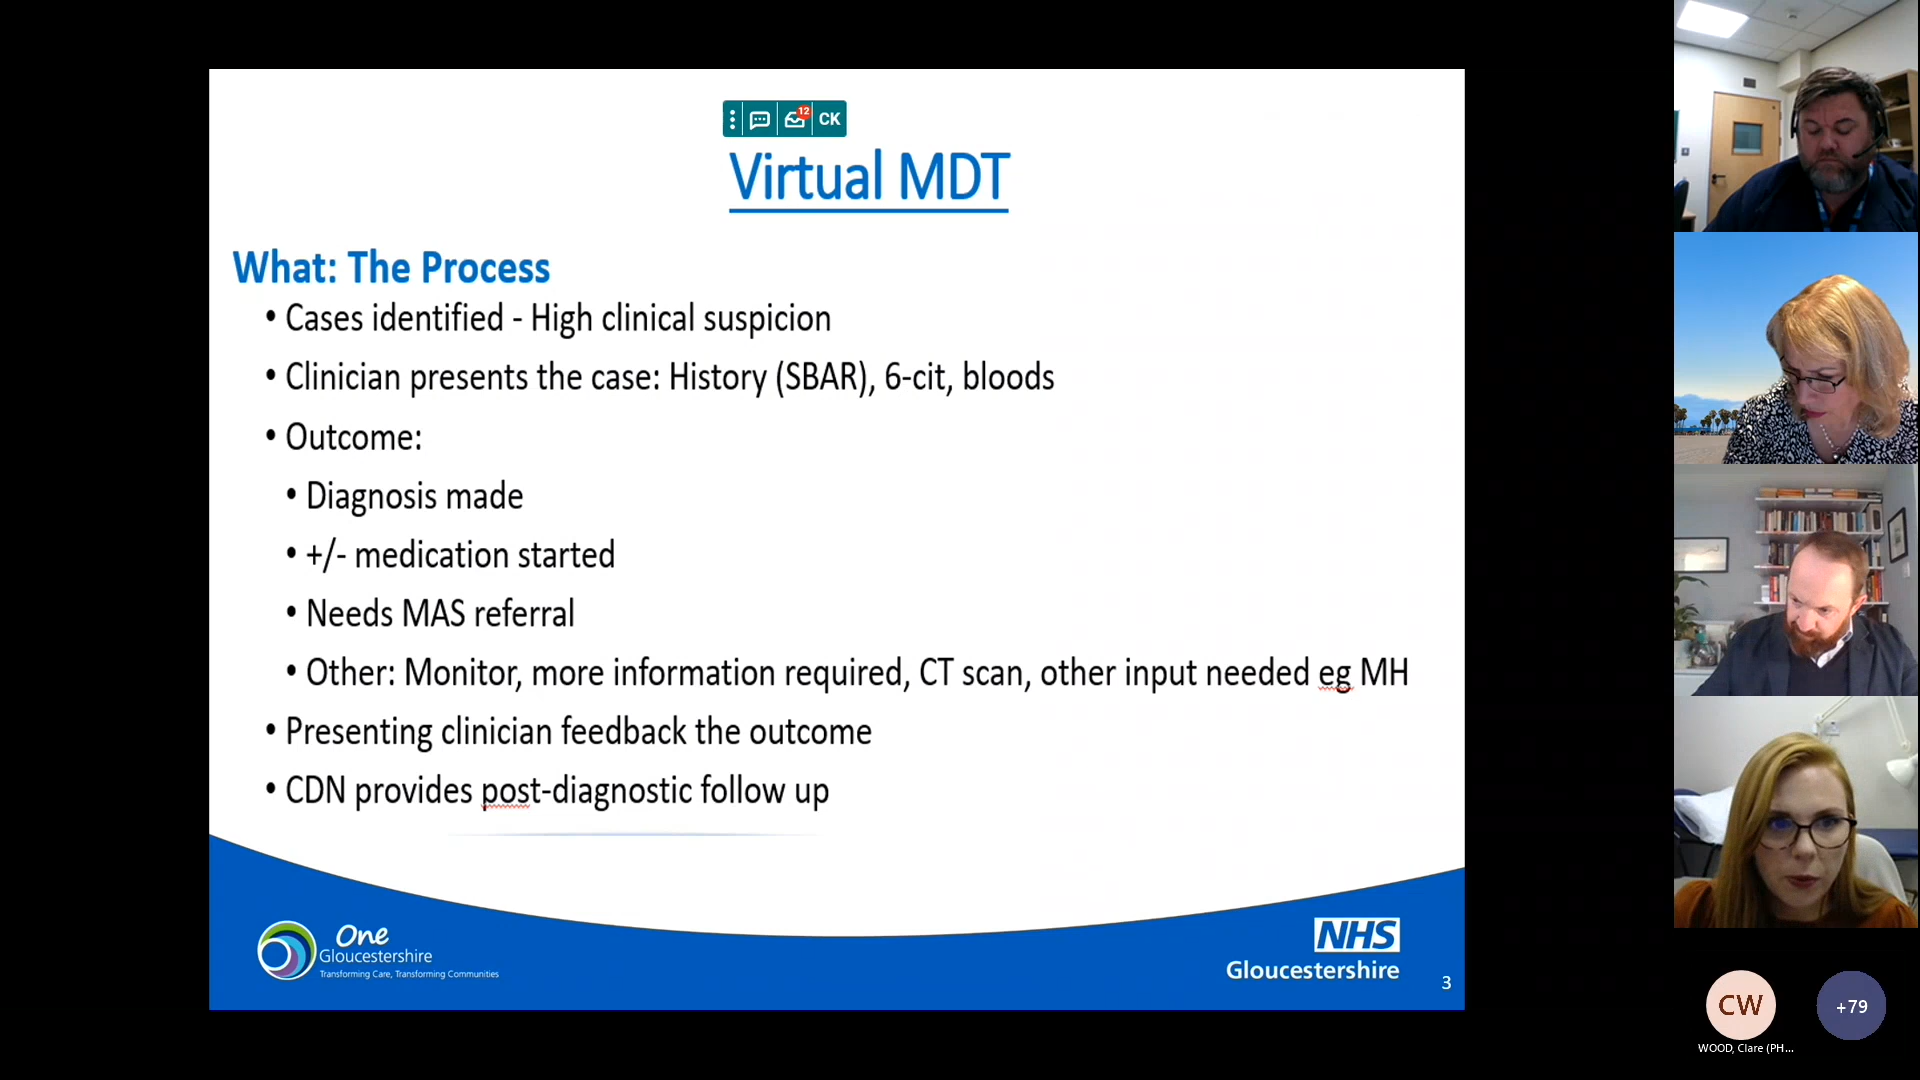 12
CK
Virtual MDT
What: The Process
• Cases identified - High clinical suspicion
• Clinician presents the case: History (SBAR), 6-cit, bloods
• Outcome:
• Diagnosis made
• +/- medication started
• Needs MAS referral
• Other: Monitor, more information required, CT scan, other input needed eg MH
• Presenting clinician feedback the outcome
• CDN provides post-diagnostic follow up
One
Gloucestershire
Transforming Care, Transforming Communities
NHS
Gloucestershire
3
CW
+79
WOOD, Clare (PH...